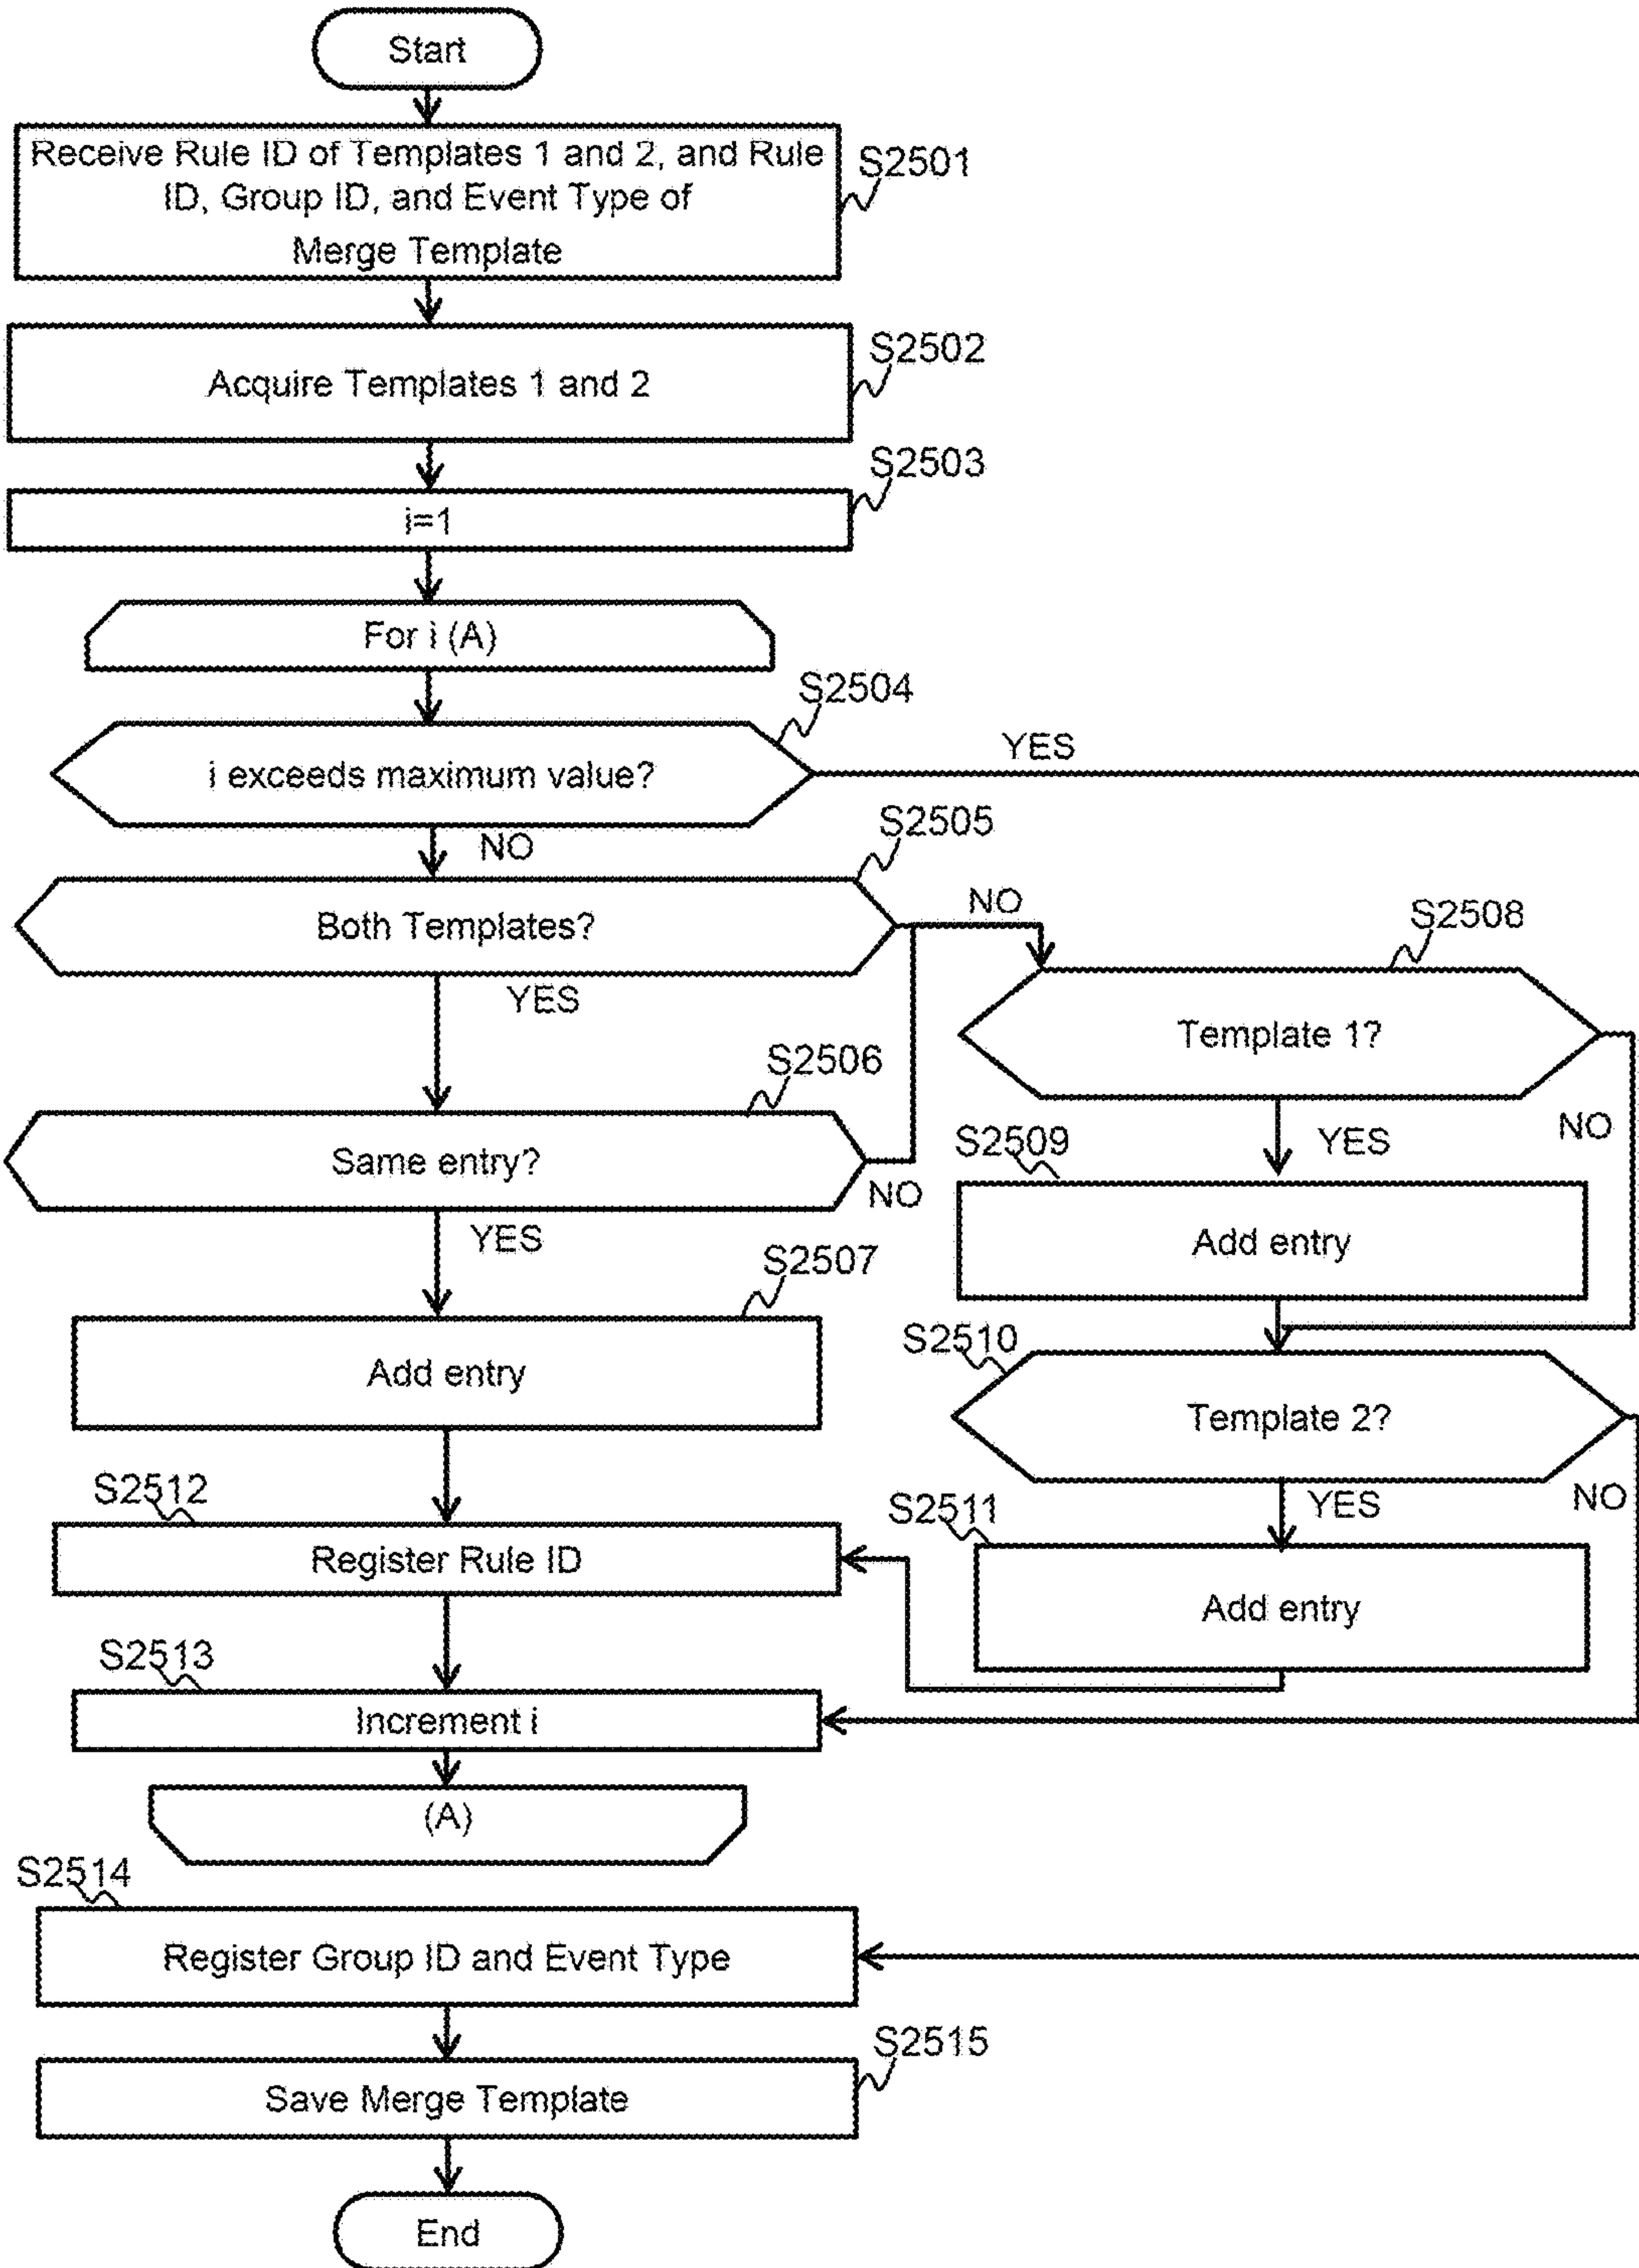 Start
Receive Rule ID of Templates 1 and 2, and Rule
ID, Group ID, and Event Type of
Merge Template
S2501
Acquire Templates 1 and 2
S2502
i=1
S2503
For i (A)
i exceeds maximum value?
S2504
YES
NO
Both Templates?
S2505
NO
YES
Same entry?
S2506
NO
YES
Add entry
S2507
Template 1?
S2508
YES
NO
S2509
Add entry
S2510
Template 2?
YES
NO
S2511
Add entry
S2512
Register Rule ID
S2513
Increment i
(A)
S2514
Register Group ID and Event Type
S2515
Save Merge Template
End